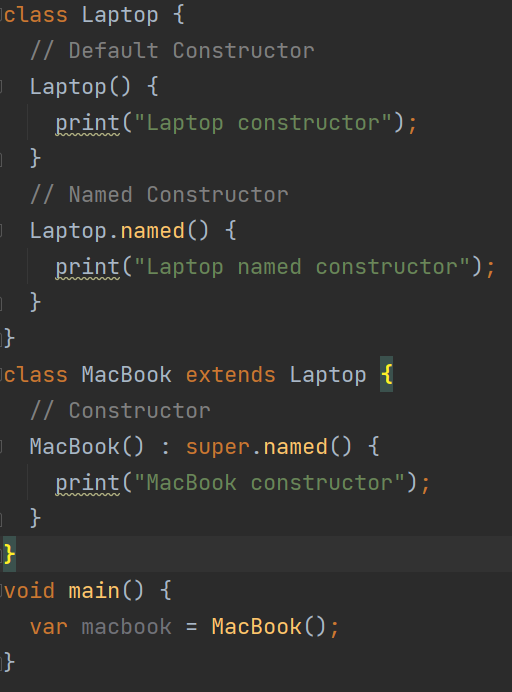 class Laptop {
  // Default Constructor
  Laptop() {
    print("Laptop constructor");
  }
  // Named Constructor
  Laptop.named() {
    print("Laptop named constructor");
  }
}
class MacBook extends Laptop {
  // Constructor
  MacBook() : super.named() {
    print("MacBook constructor");
  }
}
void main() {
  var macbook = MacBook();
}